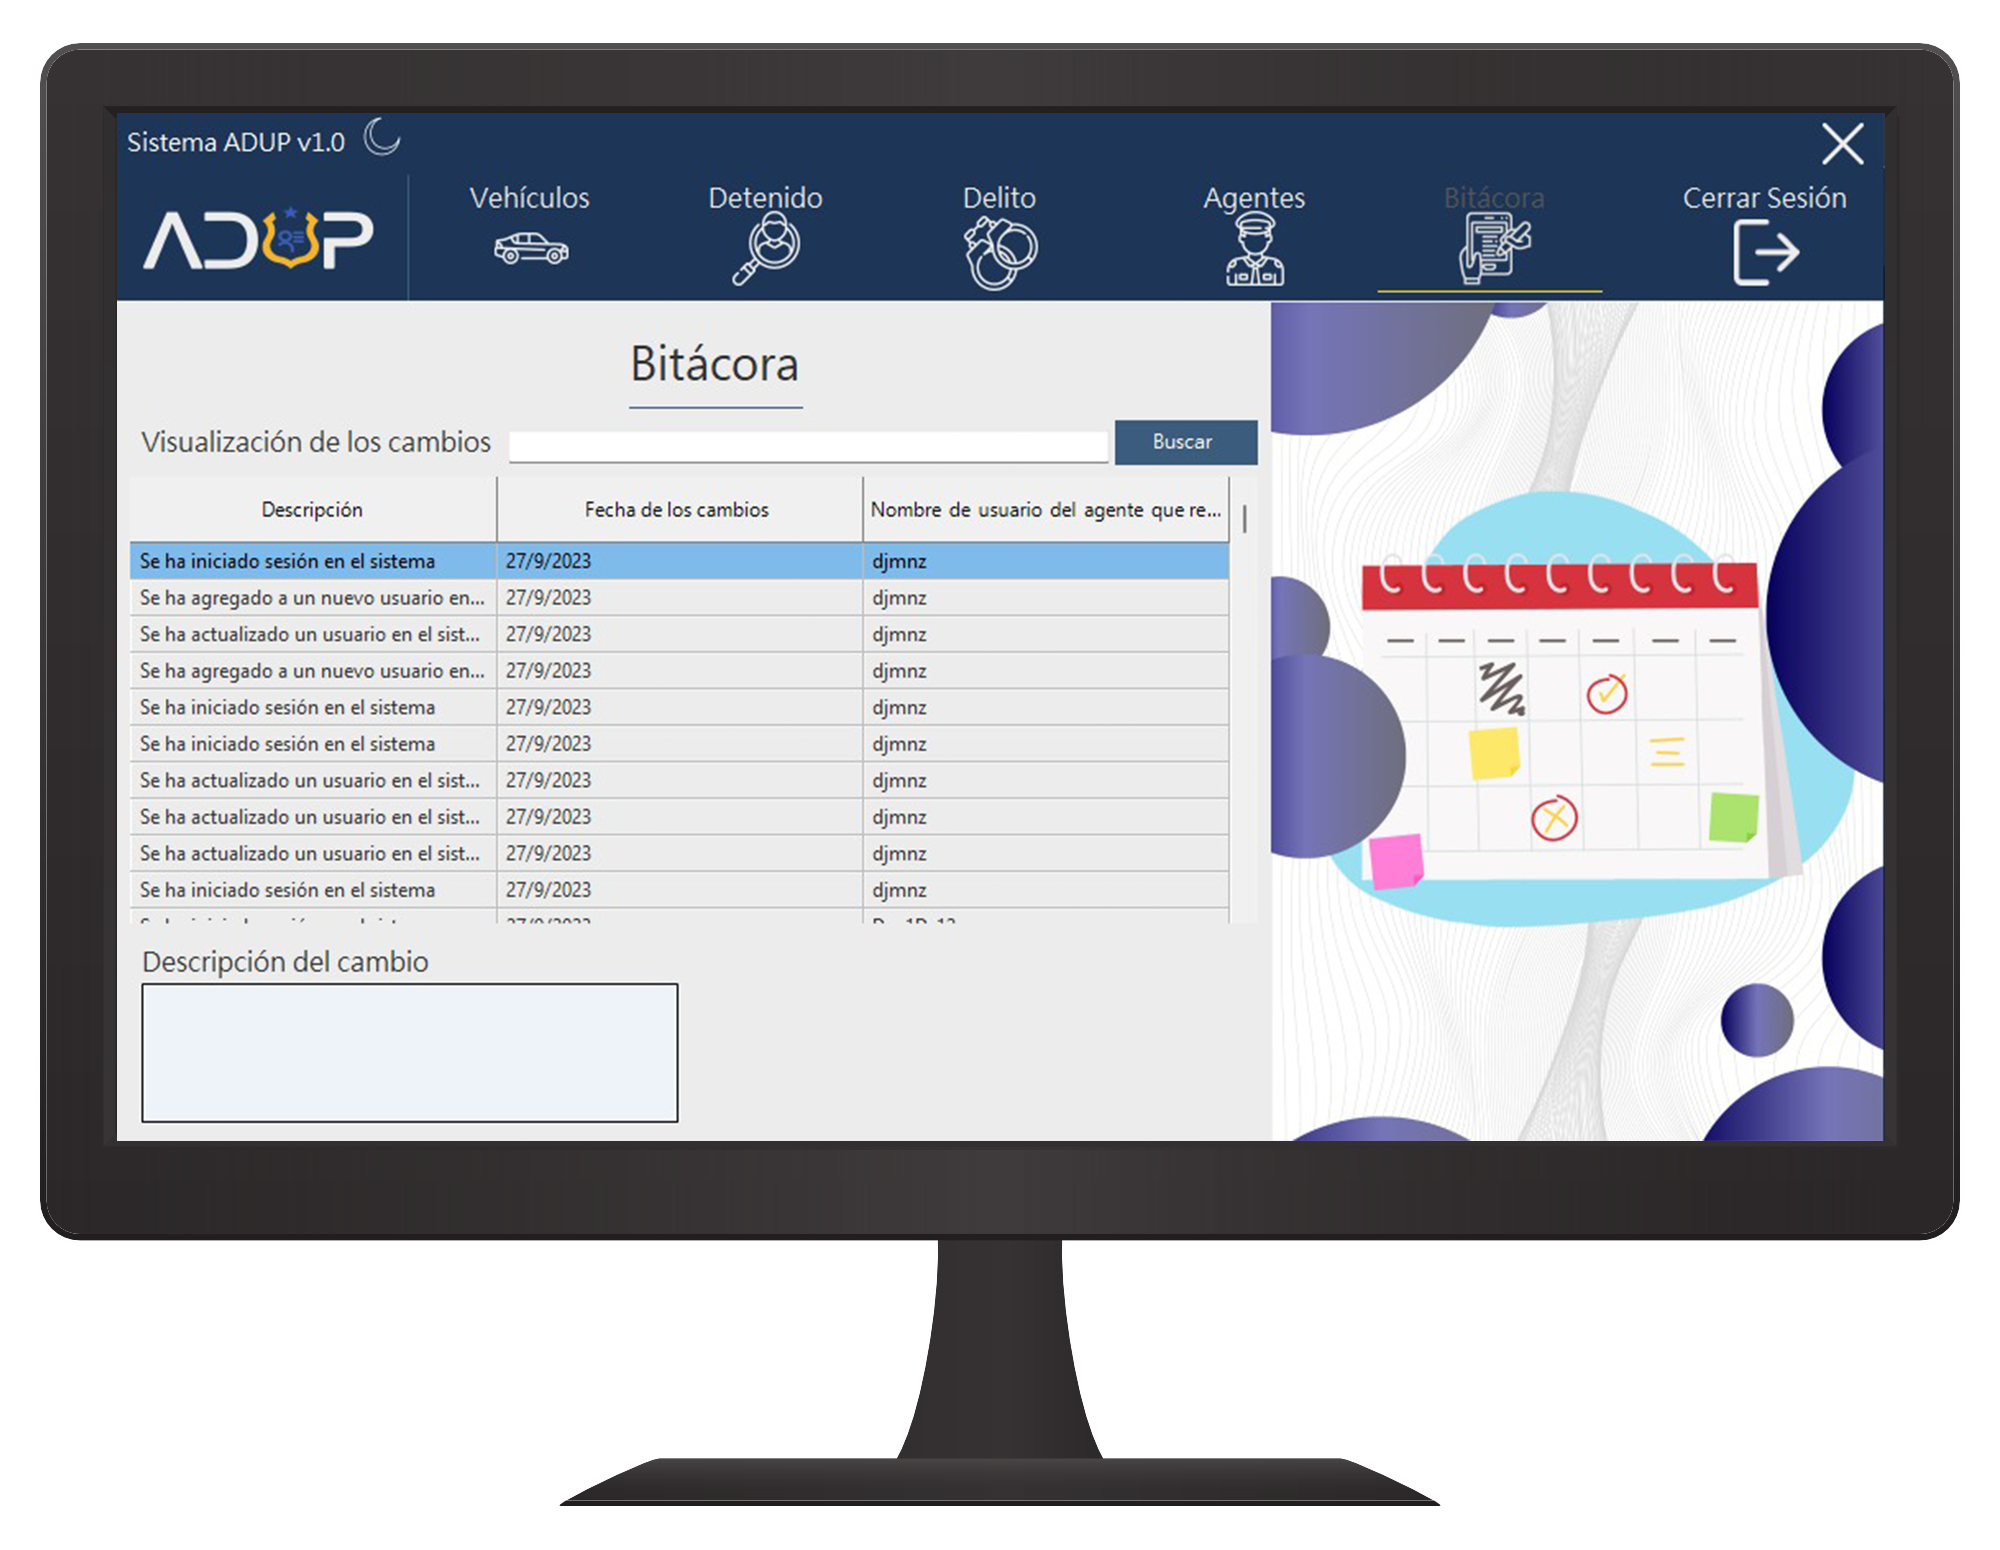 Sistema ADUP v1.0
ADUP
Vehículos Detenido Delito Agentes Bitácora Cerrar Sesión
Bitácora
Visualización de los cambios Buscar
Descripción Fecha de los cambios Nombre de usuario del agente que re...
Se ha iniciado sesión en el sistema 27/9/2023 djmnz
Se ha agregado a un nuevo usuario en... 27/9/2023 djmnz
Se ha actualizado un usuario en el sist... 27/9/2023 djmnz
Se ha agregado a un nuevo usuario en... 27/9/2023 djmnz
Se ha iniciado sesión en el sistema 27/9/2023 djmnz
Se ha iniciado sesión en el sistema 27/9/2023 djmnz
Se ha actualizado un usuario en el sist... 27/9/2023 djmnz
Se ha actualizado un usuario en el sist... 27/9/2023 djmnz
Se ha actualizado un usuario en el sist... 27/9/2023 djmnz
Se ha iniciado sesión en el sistema 27/9/2023 djmnz
Descripción del cambio